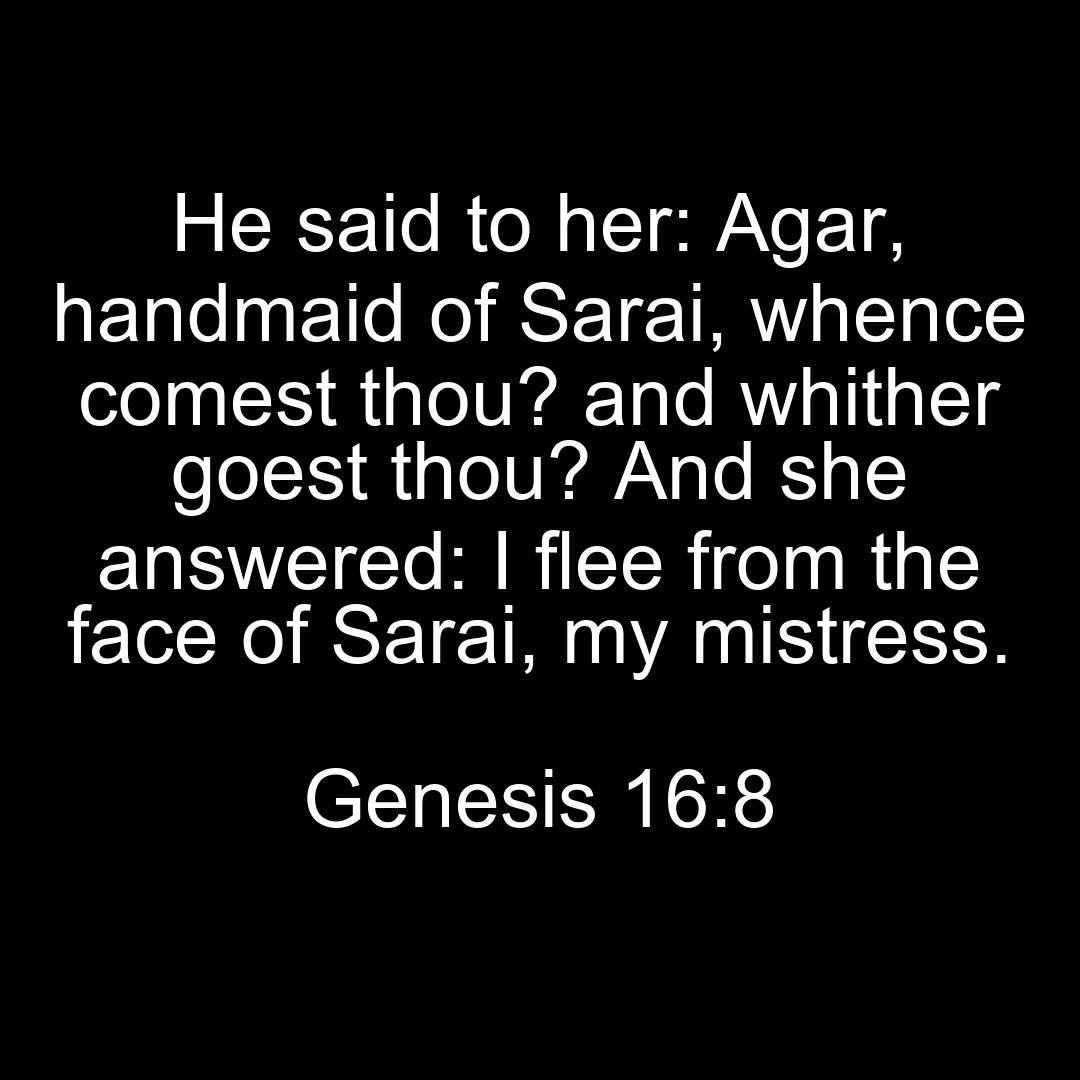 He said to her: Agar,
handmaid of Sarai, whence
comest thou? and whither
goest thou? And she
answered: I flee from the
face of Sarai, my mistress.
Genesis 16:8